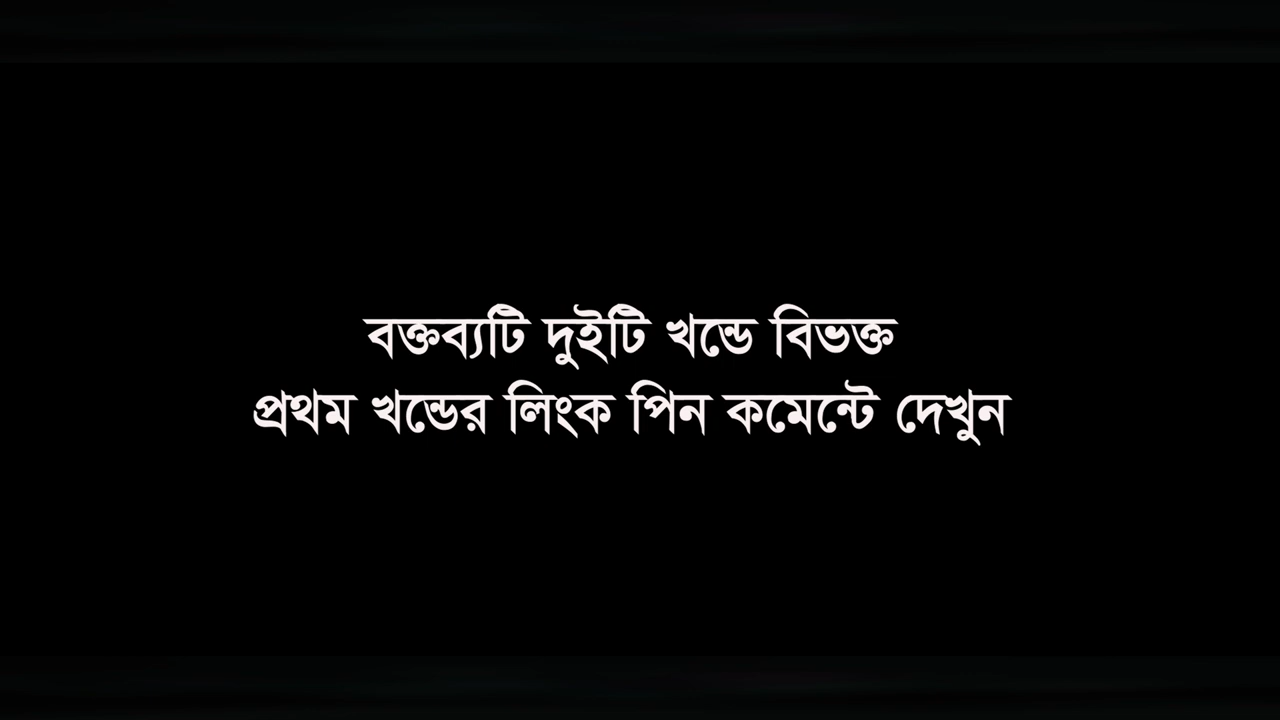 বক্তব্যটি দুইটি খন্ডে বিভক্ত
প্রথম খন্ডের লিংক পিন কমেন্টে দেখুন